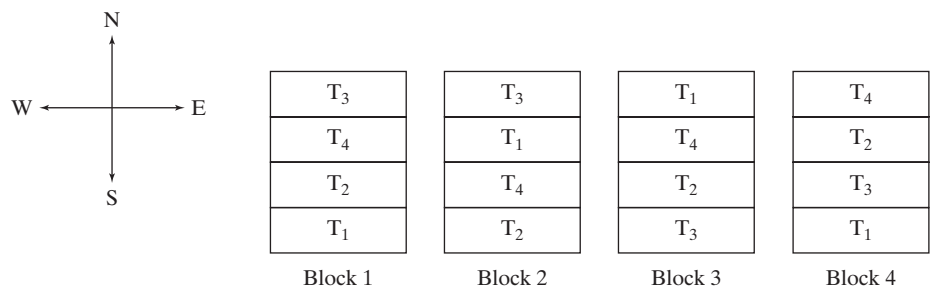 N
W E
S
T₃ T₃ T₁ T₄
T₄ T₁ T₄ T₂
T₂ T₄ T₂ T₃
T₁ T₂ T₃ T₁
Block 1 Block 2 Block 3 Block 4